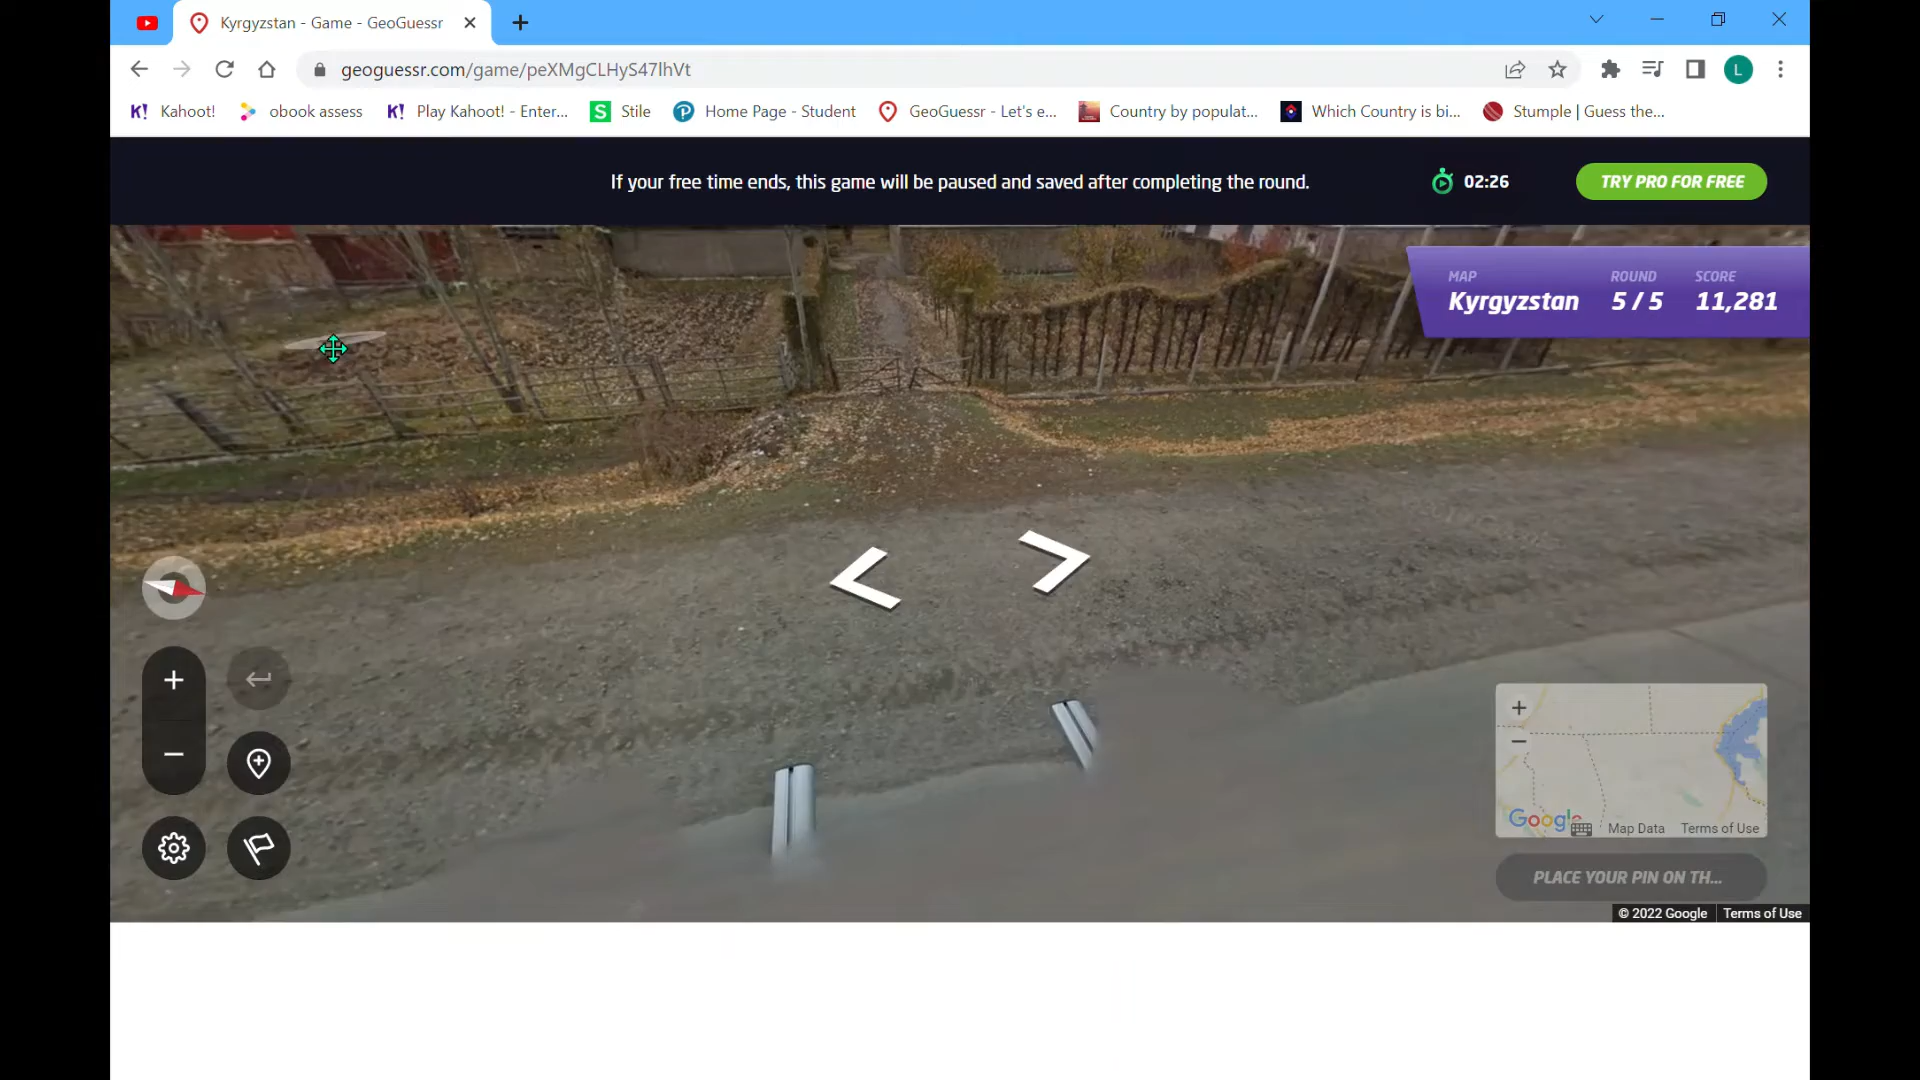 Kyrgyzstan - Game - GeoGuessr
geoguessr.com/game/peXMgCLHyS47lhVt
L
K! Kahoot!
obook assess
K! Play Kahoot! - Enter...
S Stile
P Home Page - Student
GeoGuessr - Let's e...
Country by populat...
Which Country is bi...
Stumple | Guess the...
If your free time ends, this game will be paused and saved after completing the round.
02:26
TRY PRO FOR FREE
MAP ROUND SCORE
Kyrgyzstan 5 / 5 11,281
Google
Map Data
Terms of Use
PLACE YOUR PIN ON TH...
© 2022 Google
Terms of Use